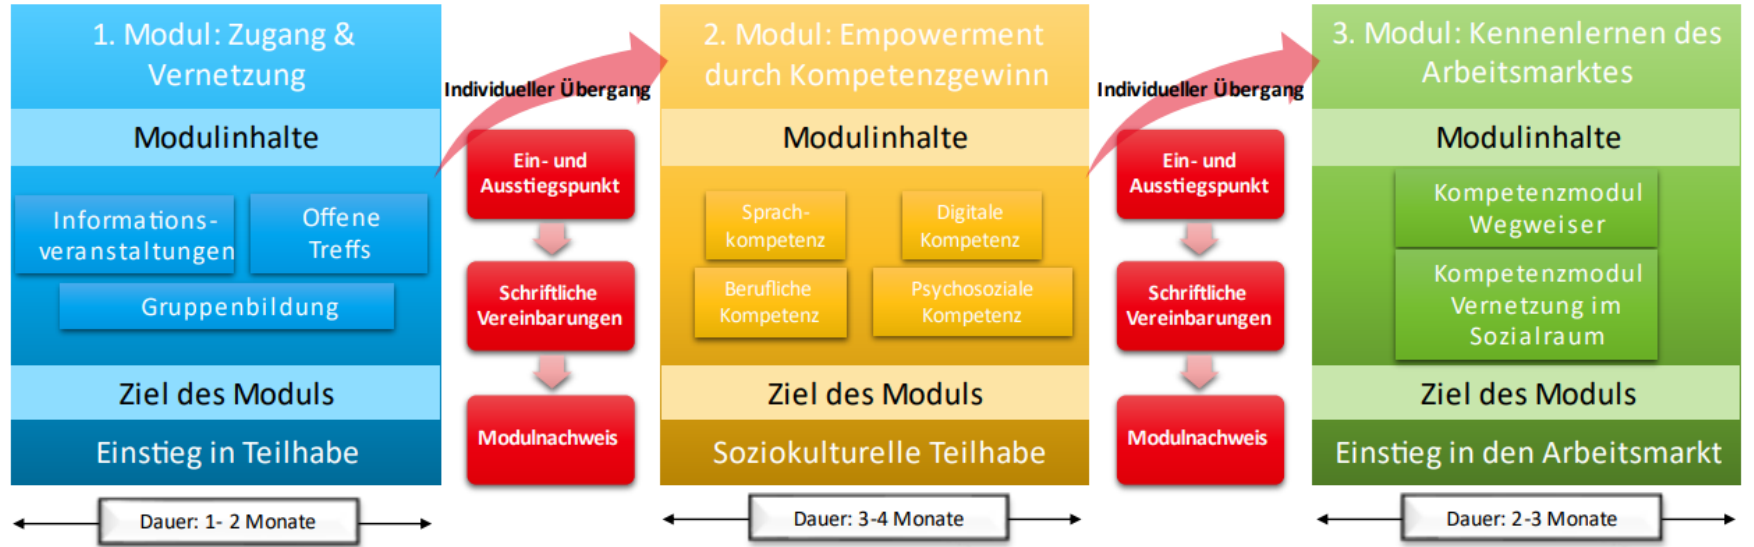 1. Modul: Zugang &
Vernetzung
Modulinhalte
Informations-
veranstaltungen
Offene
Treffs
Gruppenbildung
Ziel des Moduls
Einstieg in Teilhabe
Dauer: 1- 2 Monate
Individueller Übergang
Ein- und
Ausstiegspunkt
Schriftliche
Vereinbarungen
Modulnachweis
2. Modul: Empowerment
durch Kompetenzgewinn
Modulinhalte
Sprach-
kompetenz
Digitale
Kompetenz
Berufliche
Kompetenz
Psychosoziale
Kompetenz
Ziel des Moduls
Soziokulturelle Teilhabe
Dauer: 3-4 Monate
Individueller Übergang
Ein- und
Ausstiegspunkt
Schriftliche
Vereinbarungen
Modulnachweis
3. Modul: Kennenlernen des
Arbeitsmarktes
Modulinhalte
Kompetenzmodul
Wegweiser
Kompetenzmodul
Vernetzung im
Sozialraum
Ziel des Moduls
Einstieg in den Arbeitsmarkt
Dauer: 2-3 Monate